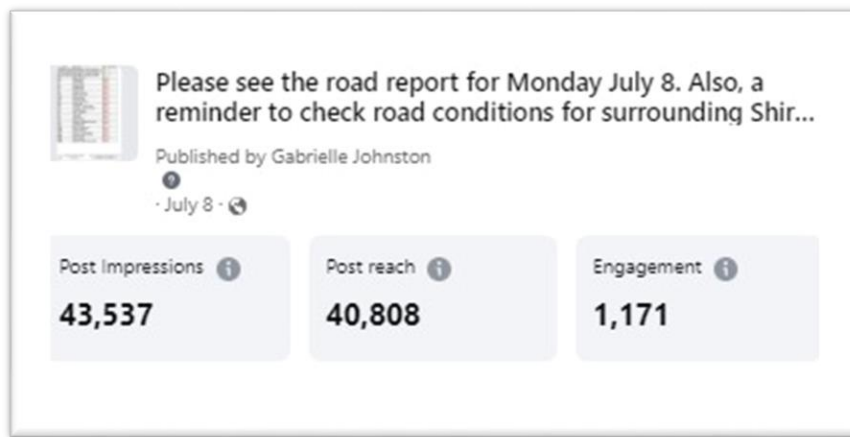 Please see the road report for Monday July 8. Also, a
reminder to check road conditions for surrounding Shir...
Published by Gabrielle Johnston
· July 8 ·
Post Impressions
Post reach
Engagement
43,537
40,808
1,171